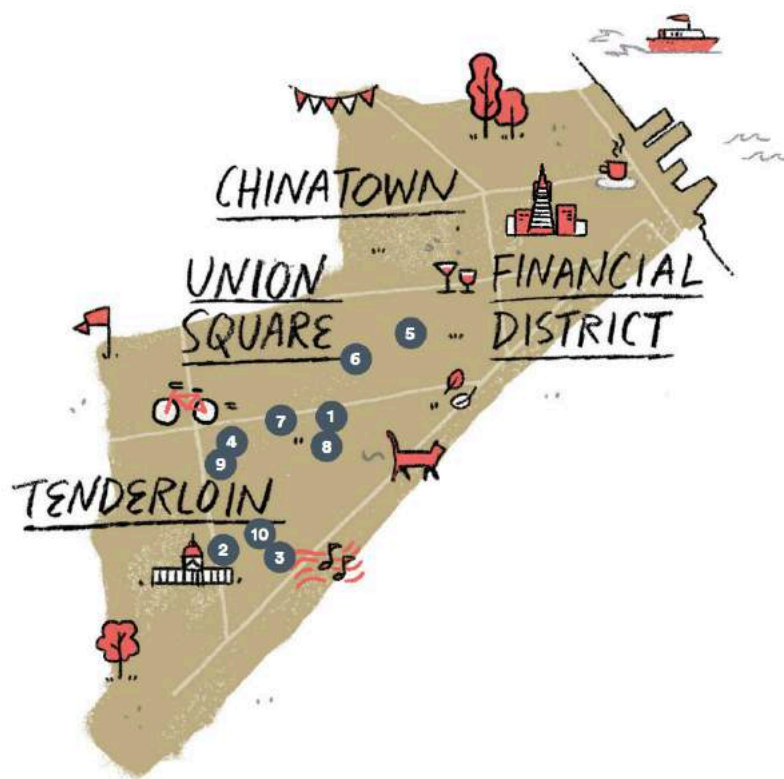 CHINATOWN
UNION
SQUARE
FINANCIAL
DISTRICT
5
6
1
7
4
8
9
TENDERLOIN
10
2
3